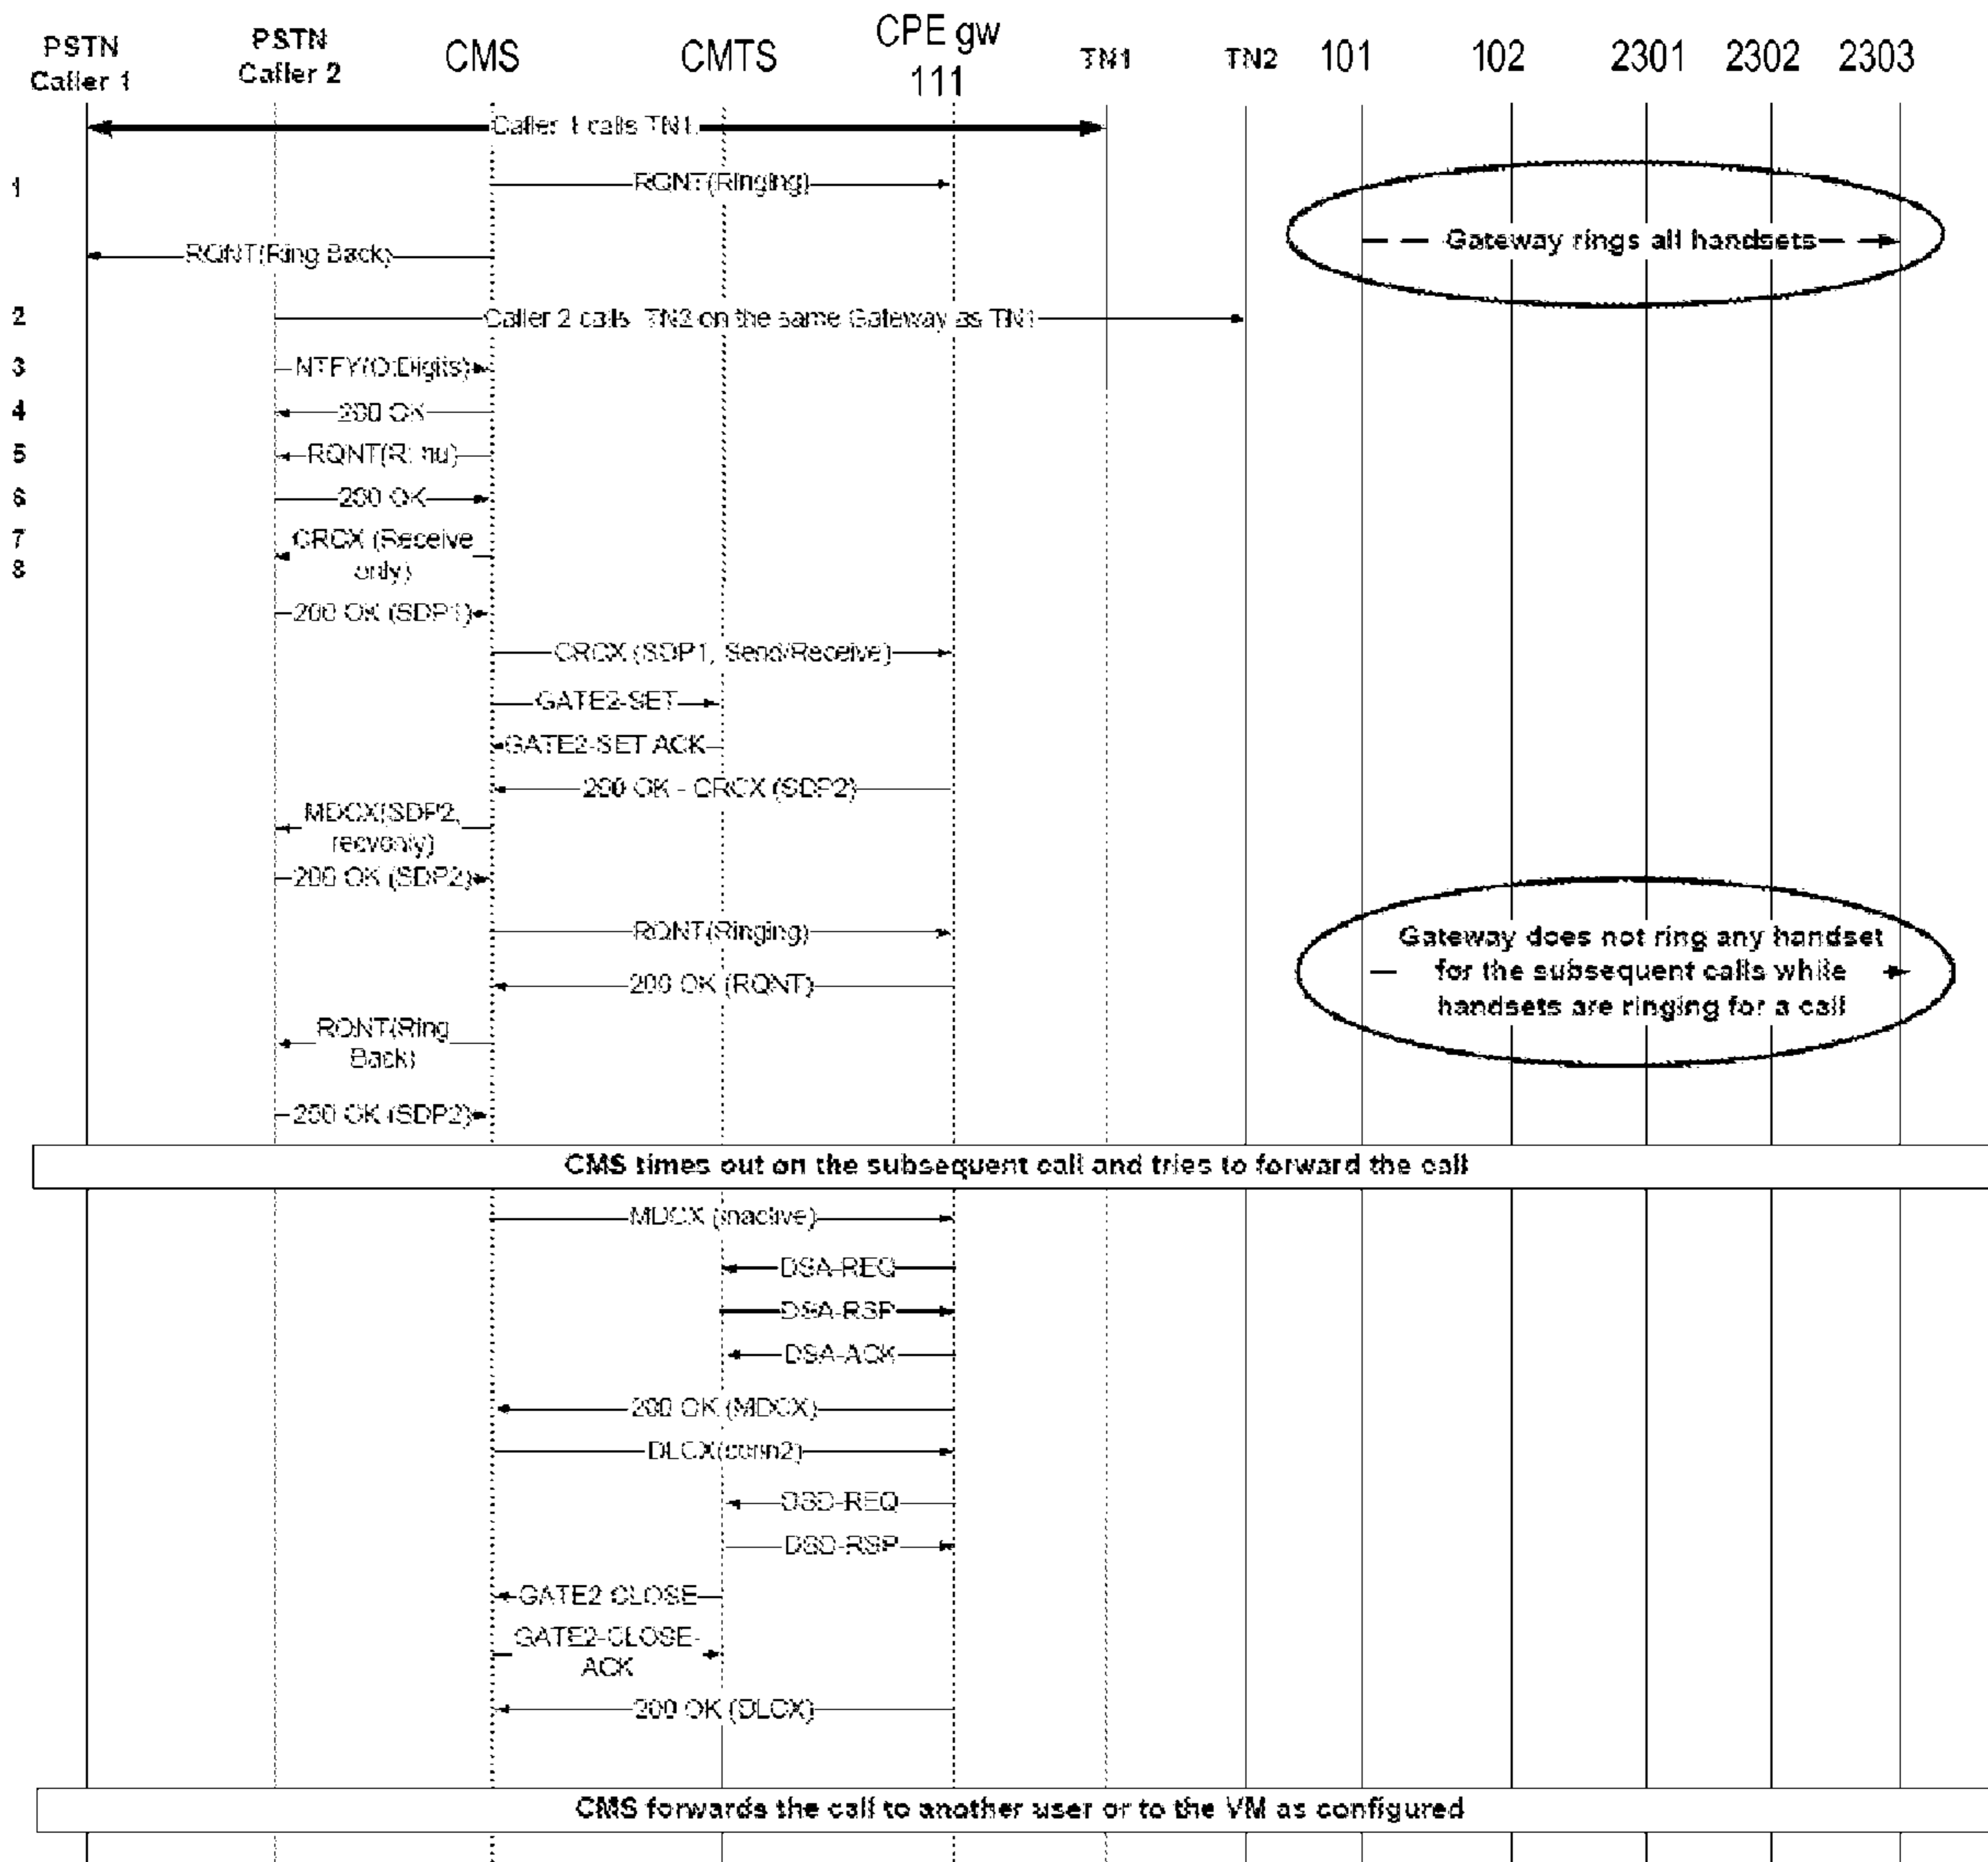 PSTN
Caller 1
PSTN
Caller 2
CMS
CMTS
CPE gw
111
TN1
TN2
101
102
2301
2302
2303
Caller 1 calls TN1.
1
RQNT(Ringing)
Gateway rings all handsets
RQNT(Ring Back)
2
Caller 2 calls TN2 on the same Gateway as TN1
3
NTFY(O:Digits)
4
200 OK
5
RQNT(R: hu)
6
200 OK
7
CRCX (Receive
only)
8
200 OK (SDP1)
CRCX (SDP1, Send/Receive)
GATE2-SET
GATE2-SET ACK
200 OK - CRCX (SDP2)
MDCX(SDP2,
recvonly)
200 OK (SDP2)
RQNT(Ringing)
Gateway does not ring any handset
for the subsequent calls while
handsets are ringing for a call
200 OK (RQNT)
RQNT(Ring
Back)
200 OK (SDP2)
CMS times out on the subsequent call and tries to forward the call
MDCX (inactive)
DSA-REQ
DSA-RSP
DSA-ACK
200 OK (MDCX)
DLCX(conn2)
DSD-REQ
DSD-RSP
GATE2 CLOSE
GATE2-CLOSE-
ACK
200 OK (DLCX)
CMS forwards the call to another user or to the VM as configured